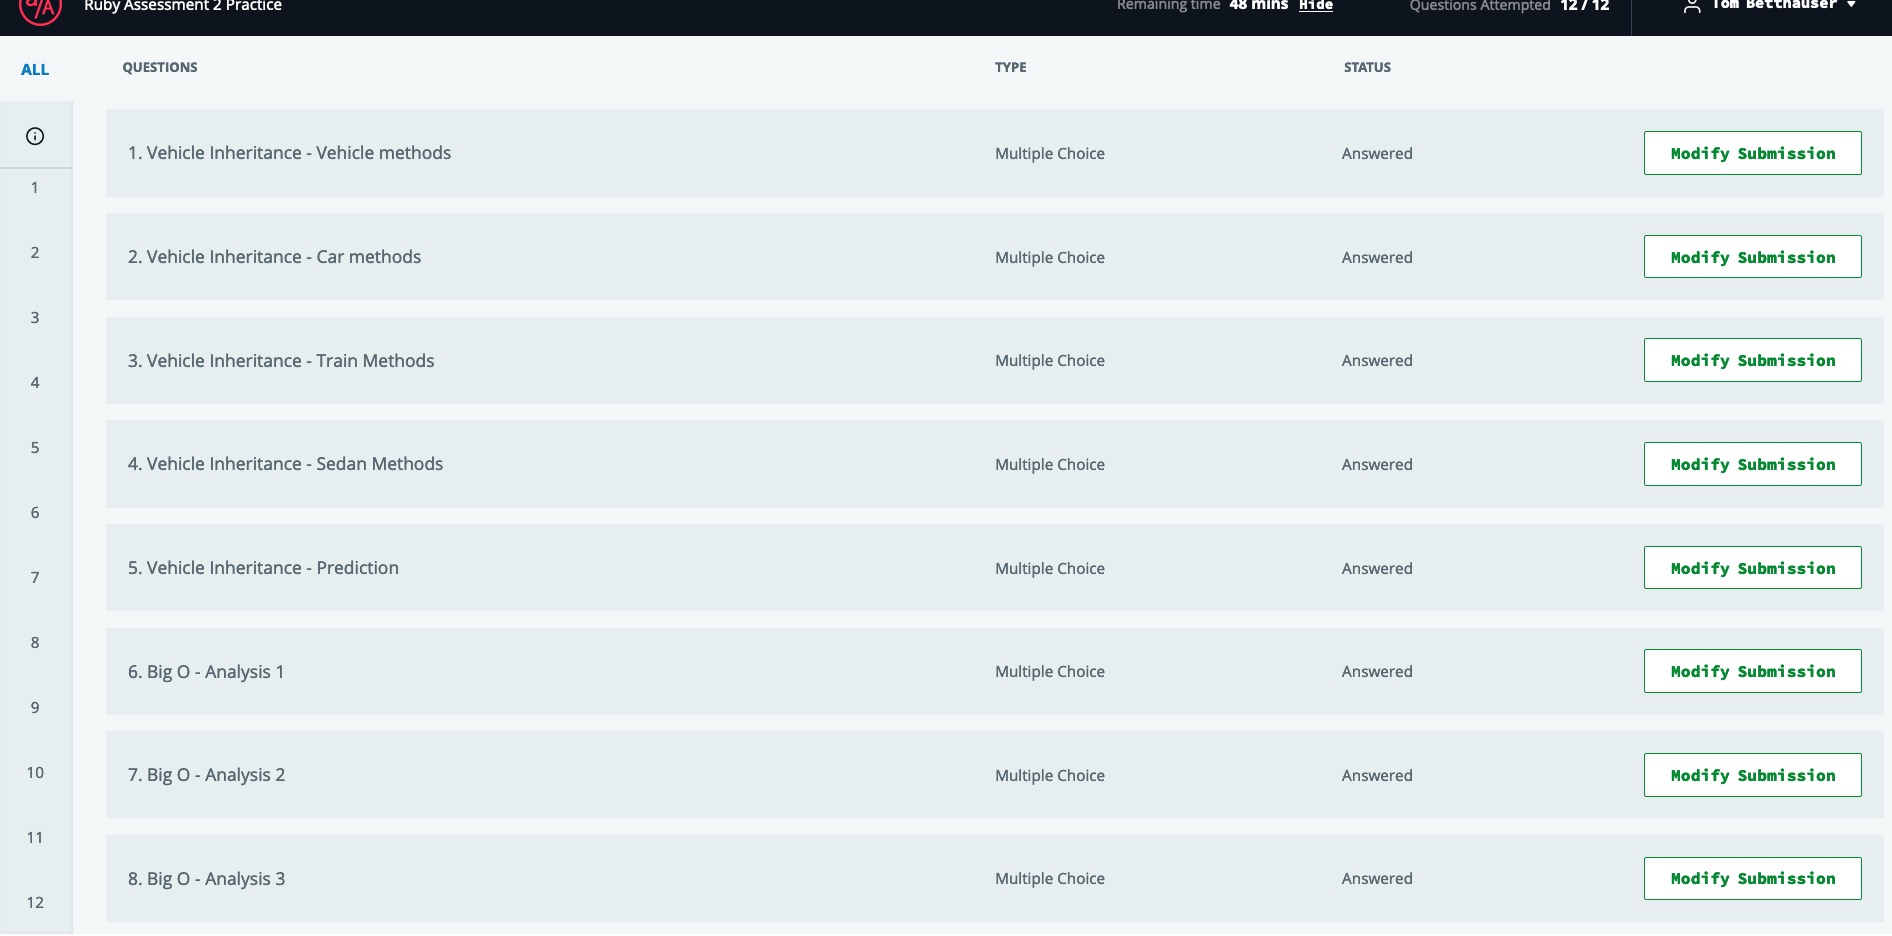 a/A
Ruby Assessment 2 Practice
Remaining time 48 mins Hide
Questions Attempted 12 / 12
Tom Betthauser
ALL
QUESTIONS TYPE STATUS
1. Vehicle Inheritance - Vehicle methods Multiple Choice Answered Modify Submission
2. Vehicle Inheritance - Car methods Multiple Choice Answered Modify Submission
3. Vehicle Inheritance - Train Methods Multiple Choice Answered Modify Submission
4. Vehicle Inheritance - Sedan Methods Multiple Choice Answered Modify Submission
5. Vehicle Inheritance - Prediction Multiple Choice Answered Modify Submission
6. Big O - Analysis 1 Multiple Choice Answered Modify Submission
7. Big O - Analysis 2 Multiple Choice Answered Modify Submission
8. Big O - Analysis 3 Multiple Choice Answered Modify Submission
1
2
3
4
5
6
7
8
9
10
11
12